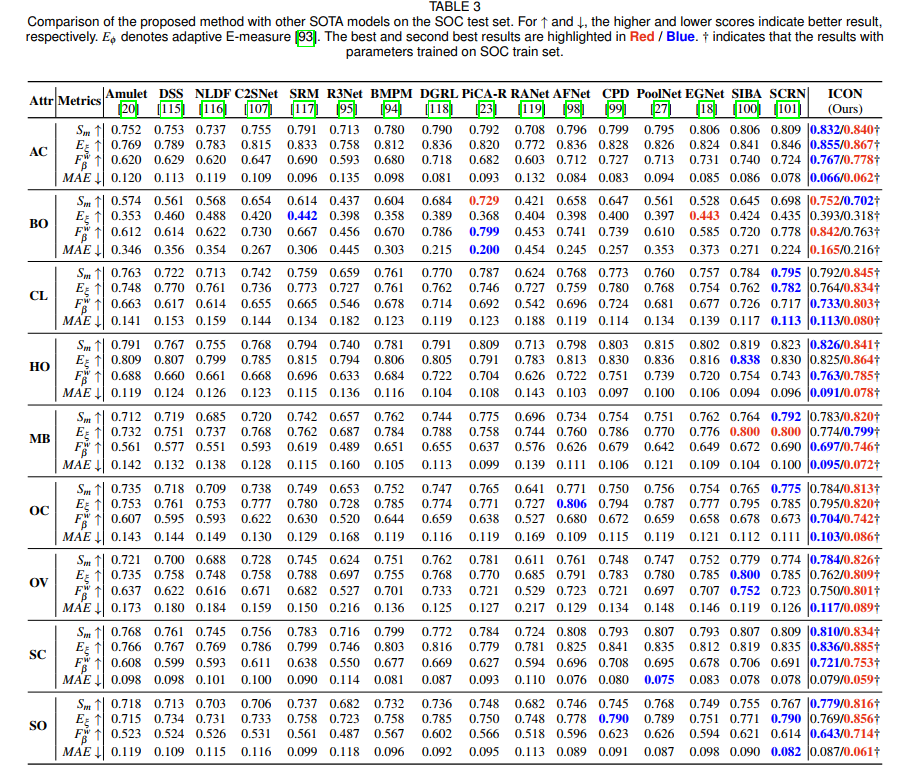 TABLE 3
Comparison of the proposed method with other SOTA models on the SOC test set. For ↑ and ↓, the higher and lower scores indicate better result,
respectively. E_ϕ denotes adaptive E-measure [93]. The best and second best results are highlighted in Red / Blue. † indicates that the results with
parameters trained on SOC train set.
Attr Metrics Amulet DSS NLDF C2SNet SRM R3Net BMPM DGRL PiCA-R RANet AFNet CPD PoolNet EGNet SIBA SCRN ICON
[20] [115] [116] [107] [117] [95] [94] [118] [23] [119] [98] [99] [27] [18] [100] [101] (Ours)
AC
S_m ↑ 0.752 0.753 0.737 0.755 0.791 0.713 0.780 0.790 0.792 0.708 0.796 0.799 0.795 0.806 0.806 0.809 0.832/0.840†
E_ξ ↑ 0.769 0.789 0.783 0.815 0.833 0.758 0.812 0.836 0.820 0.772 0.836 0.828 0.826 0.824 0.841 0.846 0.855/0.867†
F_β^w ↑ 0.620 0.629 0.620 0.647 0.690 0.593 0.680 0.718 0.682 0.603 0.712 0.727 0.713 0.731 0.740 0.724 0.767/0.778†
MAE ↓ 0.120 0.113 0.119 0.109 0.096 0.135 0.098 0.081 0.093 0.132 0.084 0.083 0.094 0.085 0.086 0.078 0.066/0.062†
BO
S_m ↑ 0.574 0.561 0.568 0.654 0.614 0.437 0.604 0.684 0.729 0.421 0.658 0.647 0.561 0.528 0.645 0.698 0.752/0.702†
E_ξ ↑ 0.353 0.460 0.488 0.420 0.442 0.398 0.358 0.389 0.368 0.404 0.398 0.400 0.397 0.443 0.424 0.435 0.393/0.318†
F_β^w ↑ 0.612 0.614 0.622 0.730 0.667 0.456 0.670 0.786 0.799 0.453 0.741 0.739 0.610 0.585 0.720 0.778 0.842/0.763†
MAE ↓ 0.346 0.356 0.354 0.267 0.306 0.445 0.303 0.215 0.200 0.454 0.245 0.257 0.353 0.373 0.271 0.224 0.165/0.216†
CL
S_m ↑ 0.763 0.722 0.713 0.742 0.759 0.659 0.761 0.770 0.787 0.624 0.768 0.773 0.760 0.757 0.784 0.795 0.792/0.845†
E_ξ ↑ 0.748 0.770 0.761 0.736 0.773 0.727 0.761 0.762 0.746 0.727 0.759 0.780 0.768 0.754 0.762 0.782 0.764/0.834†
F_β^w ↑ 0.663 0.617 0.614 0.655 0.665 0.546 0.678 0.714 0.692 0.542 0.696 0.724 0.681 0.677 0.726 0.717 0.733/0.803†
MAE ↓ 0.141 0.153 0.159 0.144 0.134 0.182 0.123 0.119 0.123 0.188 0.119 0.114 0.134 0.139 0.117 0.113 0.113/0.080†
HO
S_m ↑ 0.791 0.767 0.755 0.768 0.794 0.740 0.781 0.791 0.809 0.713 0.798 0.803 0.815 0.802 0.819 0.823 0.826/0.841†
E_ξ ↑ 0.809 0.807 0.799 0.785 0.815 0.794 0.806 0.805 0.791 0.783 0.813 0.830 0.836 0.816 0.838 0.830 0.825/0.864†
F_β^w ↑ 0.688 0.660 0.661 0.668 0.696 0.633 0.684 0.722 0.704 0.626 0.722 0.751 0.739 0.720 0.754 0.743 0.763/0.785†
MAE ↓ 0.119 0.124 0.126 0.123 0.115 0.136 0.116 0.104 0.108 0.143 0.103 0.097 0.100 0.106 0.094 0.096 0.091/0.078†
MB
S_m ↑ 0.712 0.719 0.685 0.720 0.742 0.657 0.762 0.744 0.775 0.696 0.734 0.754 0.751 0.762 0.764 0.792 0.783/0.820†
E_ξ ↑ 0.732 0.751 0.737 0.768 0.762 0.687 0.784 0.788 0.758 0.744 0.760 0.786 0.770 0.776 0.800 0.800 0.774/0.799†
F_β^w ↑ 0.561 0.577 0.551 0.593 0.619 0.489 0.651 0.655 0.637 0.576 0.626 0.679 0.642 0.649 0.672 0.690 0.697/0.746†
MAE ↓ 0.142 0.132 0.138 0.128 0.115 0.160 0.105 0.113 0.099 0.139 0.111 0.106 0.121 0.109 0.104 0.100 0.095/0.072†
OC
S_m ↑ 0.735 0.718 0.709 0.738 0.749 0.653 0.752 0.747 0.765 0.641 0.771 0.750 0.756 0.754 0.765 0.775 0.784/0.813†
E_ξ ↑ 0.753 0.761 0.753 0.777 0.780 0.728 0.785 0.774 0.771 0.727 0.806 0.794 0.787 0.777 0.795 0.785 0.795/0.820†
F_β^w ↑ 0.607 0.595 0.593 0.622 0.630 0.520 0.644 0.659 0.638 0.527 0.680 0.672 0.659 0.658 0.678 0.673 0.704/0.742†
MAE ↓ 0.143 0.144 0.149 0.130 0.129 0.168 0.119 0.116 0.119 0.169 0.109 0.115 0.119 0.121 0.112 0.111 0.103/0.086†
OV
S_m ↑ 0.721 0.700 0.688 0.728 0.745 0.624 0.751 0.762 0.781 0.611 0.761 0.748 0.747 0.752 0.779 0.774 0.784/0.826†
E_ξ ↑ 0.735 0.758 0.748 0.758 0.788 0.697 0.755 0.768 0.770 0.685 0.791 0.783 0.780 0.785 0.800 0.785 0.762/0.809†
F_β^w ↑ 0.637 0.622 0.616 0.671 0.682 0.527 0.701 0.733 0.721 0.529 0.723 0.721 0.697 0.707 0.752 0.723 0.750/0.801†
MAE ↓ 0.173 0.180 0.184 0.159 0.150 0.216 0.136 0.125 0.127 0.217 0.129 0.134 0.148 0.146 0.119 0.126 0.117/0.089†
SC
S_m ↑ 0.768 0.761 0.745 0.756 0.783 0.716 0.799 0.772 0.784 0.724 0.808 0.793 0.807 0.793 0.807 0.809 0.810/0.834†
E_ξ ↑ 0.766 0.767 0.769 0.786 0.799 0.746 0.803 0.816 0.779 0.781 0.825 0.841 0.835 0.812 0.819 0.835 0.836/0.885†
F_β^w ↑ 0.608 0.599 0.593 0.611 0.638 0.550 0.677 0.669 0.627 0.594 0.696 0.708 0.695 0.678 0.706 0.691 0.721/0.753†
MAE ↓ 0.098 0.098 0.101 0.100 0.090 0.114 0.081 0.087 0.093 0.110 0.076 0.080 0.075 0.083 0.078 0.078 0.079/0.059†
SO
S_m ↑ 0.718 0.713 0.703 0.706 0.737 0.682 0.732 0.736 0.748 0.682 0.746 0.745 0.768 0.749 0.755 0.767 0.779/0.816†
E_ξ ↑ 0.715 0.734 0.731 0.733 0.758 0.723 0.758 0.785 0.750 0.748 0.778 0.790 0.789 0.751 0.771 0.790 0.769/0.856†
F_β^w ↑ 0.523 0.524 0.526 0.531 0.561 0.487 0.567 0.602 0.566 0.518 0.596 0.623 0.626 0.594 0.621 0.614 0.643/0.714†
MAE ↓ 0.119 0.109 0.115 0.116 0.099 0.118 0.096 0.092 0.095 0.113 0.089 0.091 0.087 0.098 0.090 0.082 0.087/0.061†